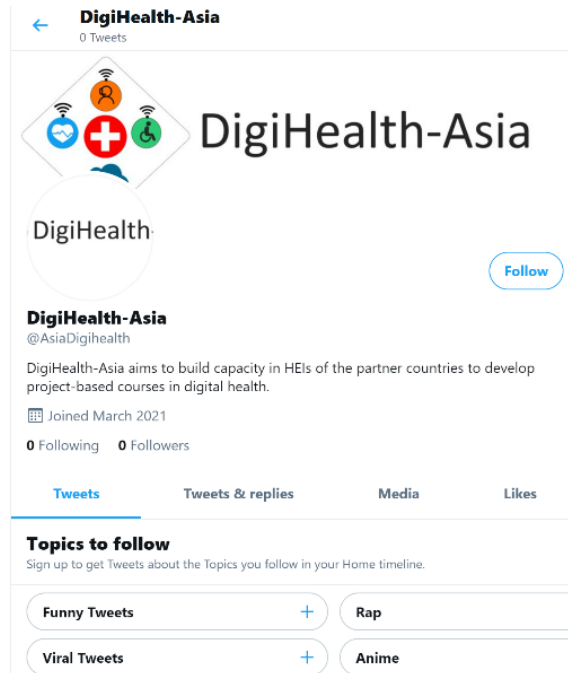 DigiHealth-Asia
0 Tweets
DigiHealth-Asia
DigiHealth-
Follow
DigiHealth-Asia
@AsiaDigihealth
DigiHealth-Asia aims to build capacity in HEIs of the partner countries to develop
project-based courses in digital health.
Joined March 2021
0 Following 0 Followers
Tweets Tweets & replies Media Likes
Topics to follow
Sign up to get Tweets about the Topics you follow in your Home timeline.
Funny Tweets + Rap
Viral Tweets + Anime